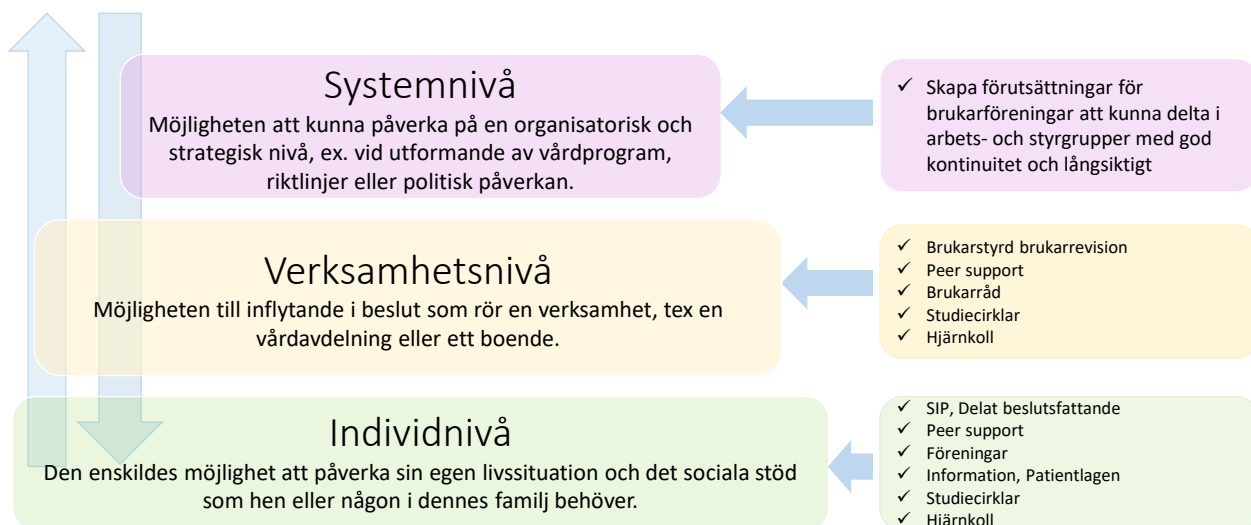 Systemnivå
Möjligheten att kunna påverka på en organisatorisk och
strategisk nivå, ex. vid utformande av vårdprogram,
riktlinjer eller politisk påverkan.
✓ Skapa förutsättningar för
brukarföreningar att kunna delta i
arbets- och styrgrupper med god
kontinuitet och långsiktigt
Verksamhetsnivå
Möjligheten till inflytande i beslut som rör en verksamhet, tex en
vårdavdelning eller ett boende.
✓ Brukarstyrd brukarrevision
✓ Peer support
✓ Brukarråd
✓ Studiecirklar
✓ Hjärnkoll
Individnivå
Den enskildes möjlighet att påverka sin egen livssituation och det sociala stöd
som hen eller någon i dennes familj behöver.
✓ SIP, Delat beslutsfattande
✓ Peer support
✓ Föreningar
✓ Information, Patientlagen
✓ Studiecirklar
✓ Hjärnkoll